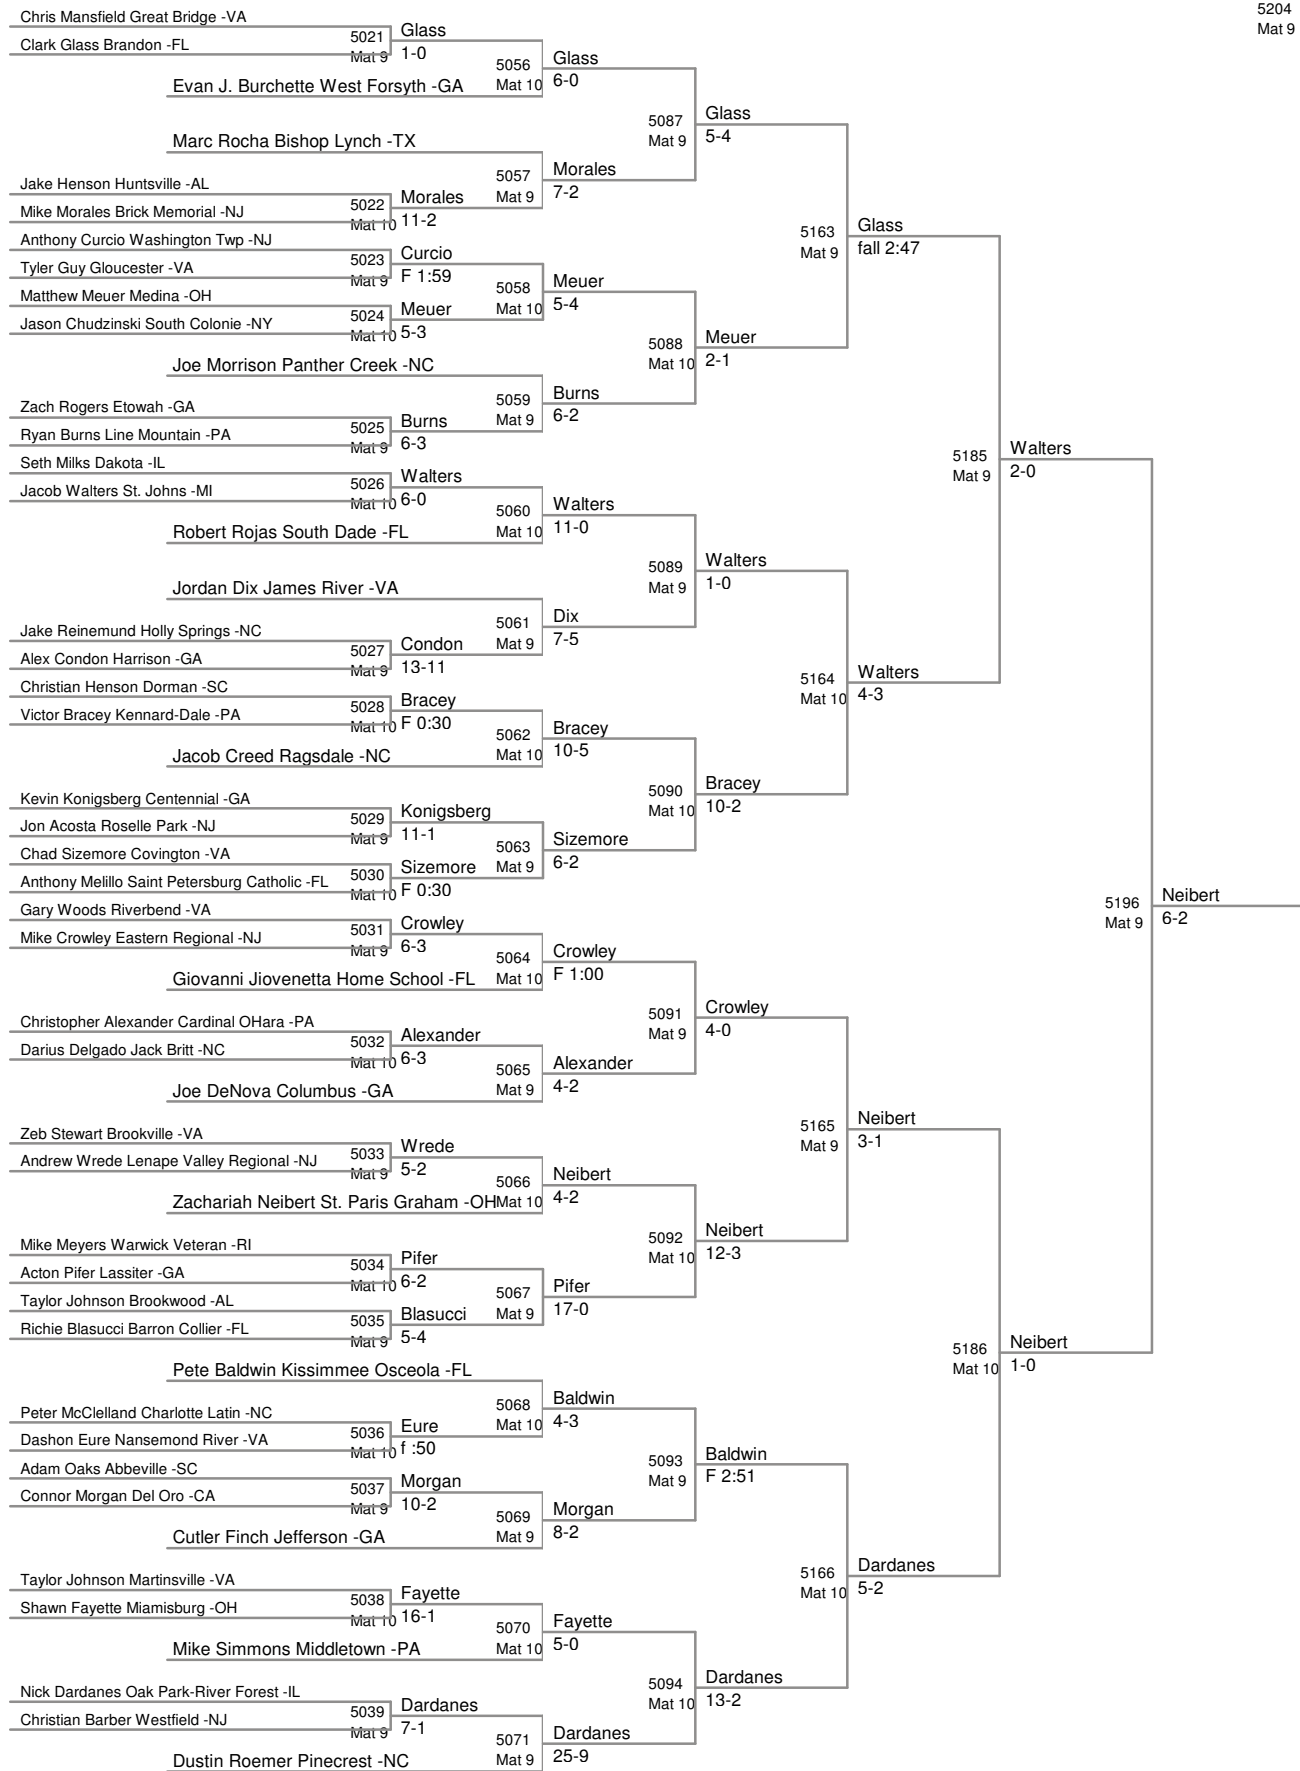 Chris Mansfield Great Bridge -VA
5204
Mat 9
Clark Glass Brandon -FL
5021
Mat 9
Glass
1-0
Evan J. Burchette West Forsyth -GA
5056
Mat 10
Glass
6-0
Marc Rocha Bishop Lynch -TX
5087
Mat 9
Glass
5-4
Jake Henson Huntsville -AL
Mike Morales Brick Memorial -NJ
5022
Mat 10
Morales
11-2
5057
Mat 9
Morales
7-2
Anthony Curcio Washington Twp -NJ
Tyler Guy Gloucester -VA
5023
Mat 9
Curcio
F 1:59
5163
Mat 9
Glass
fall 2:47
Matthew Meuer Medina -OH
Jason Chudzinski South Colonie -NY
5024
Mat 10
Meuer
5-3
5058
Mat 10
Meuer
5-4
Joe Morrison Panther Creek -NC
5088
Mat 10
Meuer
2-1
Zach Rogers Etowah -GA
Ryan Burns Line Mountain -PA
5025
Mat 9
Burns
6-3
5059
Mat 9
Burns
6-2
Seth Milks Dakota -IL
Jacob Walters St. Johns -MI
5026
Mat 10
Walters
6-0
5185
Mat 9
Walters
2-0
Robert Rojas South Dade -FL
5060
Mat 10
Walters
11-0
Jordan Dix James River -VA
5089
Mat 9
Walters
1-0
Jake Reinemund Holly Springs -NC
Alex Condon Harrison -GA
5027
Mat 9
Condon
13-11
5061
Mat 9
Dix
7-5
Christian Henson Dorman -SC
Victor Bracey Kennard-Dale -PA
5028
Mat 10
Bracey
F 0:30
5164
Mat 10
Walters
4-3
Jacob Creed Ragsdale -NC
5062
Mat 10
Bracey
10-5
Kevin Konigsberg Centennial -GA
Jon Acosta Roselle Park -NJ
5029
Mat 9
Konigsberg
11-1
5090
Mat 10
Bracey
10-2
Chad Sizemore Covington -VA
Anthony Melillo Saint Petersburg Catholic -FL
5030
Mat 10
Sizemore
F 0:30
5063
Mat 9
Sizemore
6-2
Gary Woods Riverbend -VA
Mike Crowley Eastern Regional -NJ
5031
Mat 9
Crowley
6-3
5196
Mat 9
Neibert
6-2
Giovanni Jiovenetta Home School -FL
5064
Mat 10
Crowley
F 1:00
Christopher Alexander Cardinal OHara -PA
Darius Delgado Jack Britt -NC
5032
Mat 10
Alexander
6-3
5091
Mat 9
Crowley
4-0
Joe DeNova Columbus -GA
5065
Mat 9
Alexander
4-2
Zeb Stewart Brookville -VA
Andrew Wrede Lenape Valley Regional -NJ
5033
Mat 9
Wrede
5-2
5165
Mat 9
Neibert
3-1
Zachariah Neibert St. Paris Graham -OH
5066
Mat 10
Neibert
4-2
Mike Meyers Warwick Veteran -RI
Acton Pifer Lassiter -GA
5034
Mat 10
Pifer
6-2
5092
Mat 10
Neibert
12-3
Taylor Johnson Brookwood -AL
Richie Blasucci Barron Collier -FL
5035
Mat 9
Blasucci
5-4
5067
Mat 9
Pifer
17-0
Pete Baldwin Kissimmee Osceola -FL
5186
Mat 10
Neibert
1-0
Peter McClelland Charlotte Latin -NC
Dashon Eure Nansemond River -VA
5036
Mat 10
Eure
f :50
5068
Mat 10
Baldwin
4-3
Adam Oaks Abbeville -SC
Connor Morgan Del Oro -CA
5037
Mat 9
Morgan
10-2
5093
Mat 9
Baldwin
F 2:51
Cutler Finch Jefferson -GA
5069
Mat 9
Morgan
8-2
Taylor Johnson Martinsville -VA
Shawn Fayette Miamisburg -OH
5038
Mat 10
Fayette
16-1
5166
Mat 10
Dardanes
5-2
Mike Simmons Middletown -PA
5070
Mat 10
Fayette
5-0
Nick Dardanes Oak Park-River Forest -IL
Christian Barber Westfield -NJ
5039
Mat 9
Dardanes
7-1
5094
Mat 10
Dardanes
13-2
Dustin Roemer Pinecrest -NC
5071
Mat 9
Dardanes
25-9